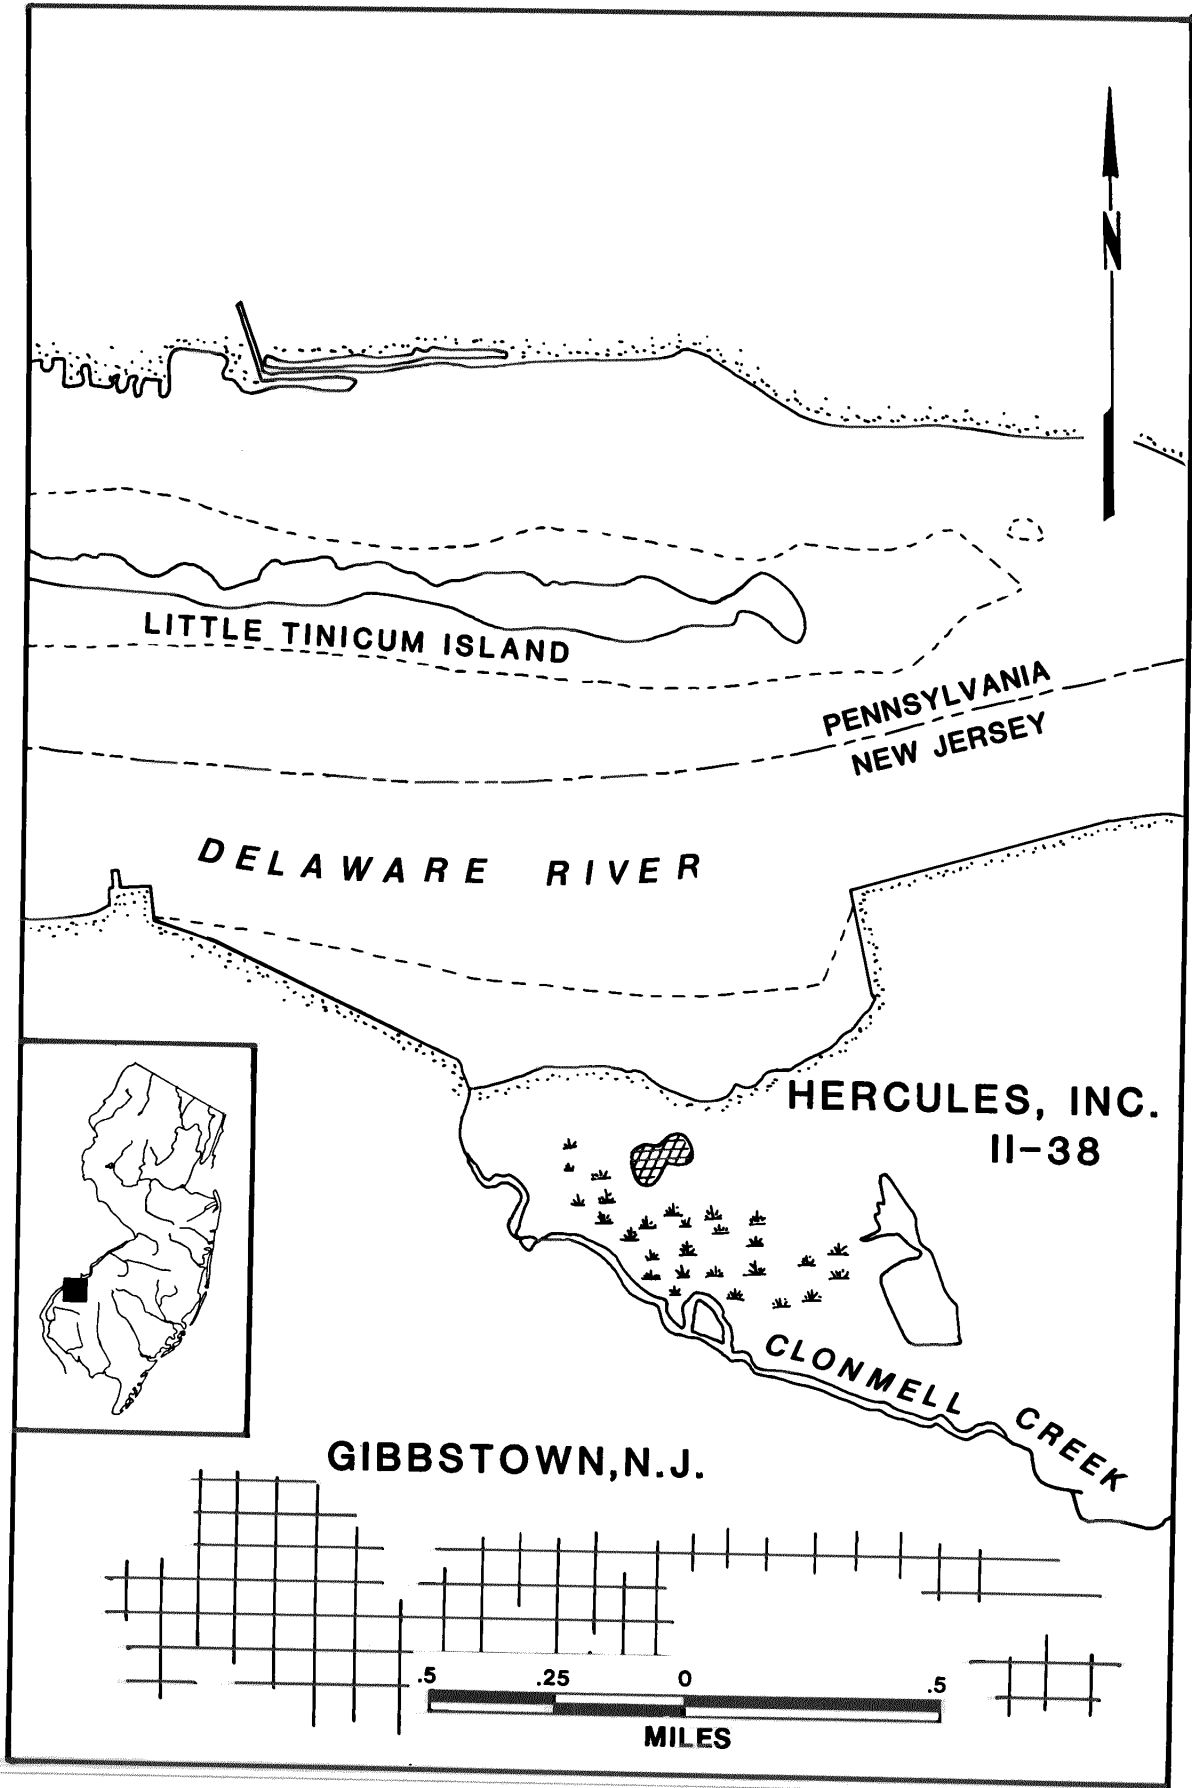 N
LITTLE TINICUM ISLAND
PENNSYLVANIA
NEW JERSEY
DELAWARE RIVER
HERCULES, INC.
II-38
CLONMELL CREEK
GIBBSTOWN, N.J.
.5 .25 0 .5
MILES